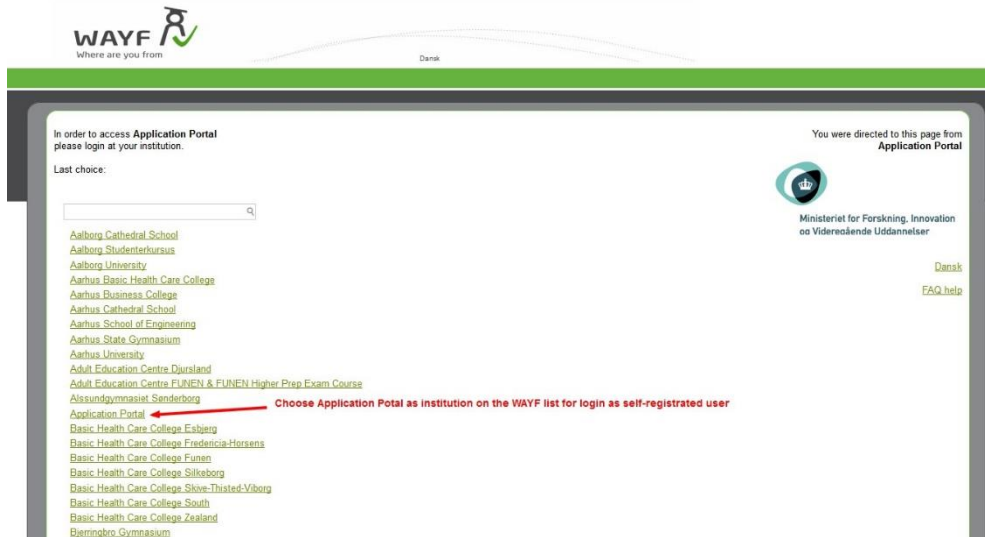 WAYF
Where are you from
Dansk
In order to access Application Portal
please login at your institution.
Last choice:
You were directed to this page from
Application Portal
Ministeriet for Forskning, Innovation
og Videregående Uddannelser
Dansk
FAQ help
Aalborg Cathedral School
Aalborg Studenterkursus
Aalborg University
Aarhus Basic Health Care College
Aarhus Business College
Aarhus Cathedral School
Aarhus School of Engineering
Aarhus State Gymnasium
Aarhus University
Adult Education Centre Djursland
Adult Education Centre FUNEN & FUNEN Higher Prep Exam Course
Alssundgymnasiet Sønderborg
Application Portal
Choose Application Potal as institution on the WAYF list for login as self-registrated user
Basic Health Care College Esbjerg
Basic Health Care College Fredericia-Horsens
Basic Health Care College Funen
Basic Health Care College Silkeborg
Basic Health Care College Skive-Thisted-Viborg
Basic Health Care College South
Basic Health Care College Zealand
Bjerringbro Gymnasium